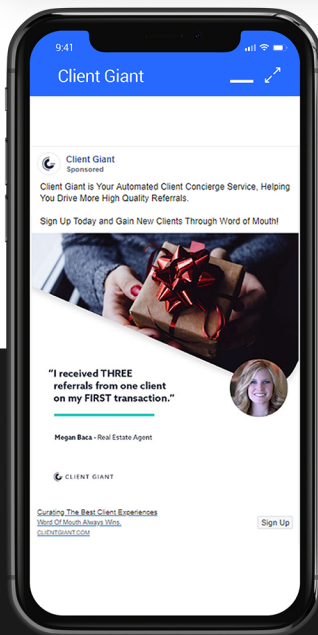 9:41
Client Giant
Client Giant
Sponsored
Client Giant is Your Automated Client Concierge Service, Helping
You Drive More High Quality Referrals.
Sign Up Today and Gain New Clients Through Word of Mouth!
“I received THREE
referrals from one client
on my FIRST transaction.”
Megan Baca - Real Estate Agent
CLIENT GIANT
Curating The Best Client Experiences
Word Of Mouth Always Wins.
CLIENTGIANT.COM
Sign Up